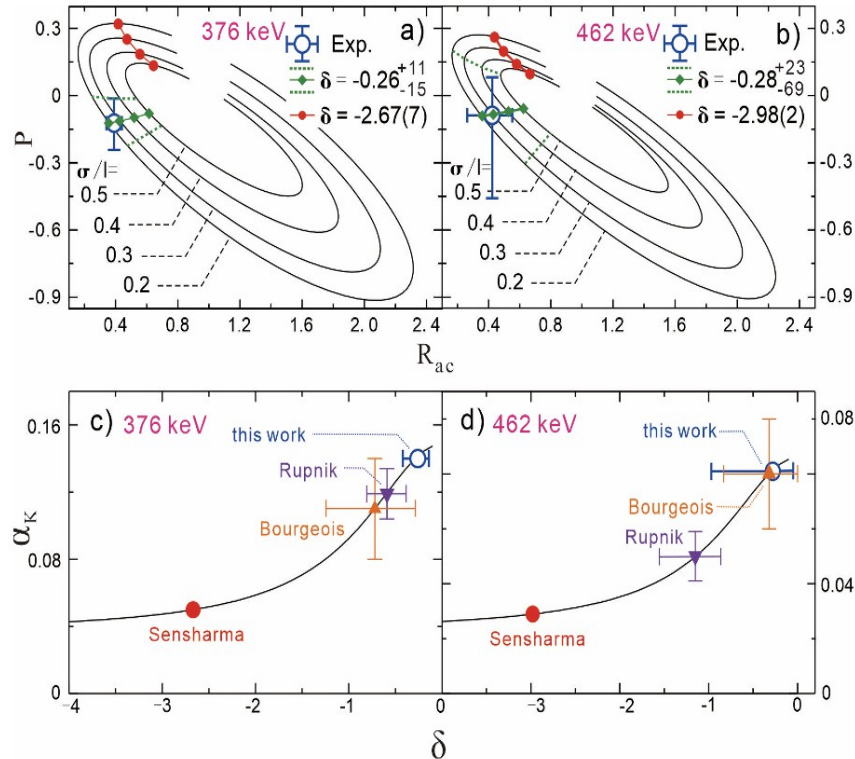 376 keV
Exp.
a)
δ = -0.26 +11 -15
δ = -2.67(7)
462 keV
Exp.
b)
δ = -0.28 +23 -69
δ = -2.98(2)
P
0.3
0
-0.3
-0.6
-0.9
σ/I=
0.5
0.4
0.3
0.2
σ/I=
0.5
0.4
0.3
0.2
0.3
0
-0.3
-0.6
-0.9
0.4 0.8 1.2 1.6 2.0 2.4
0.4 0.8 1.2 1.6 2.0 2.4
Rac
c) 376 keV
this work
Rupnik
Bourgeois
Sensharma
d) 462 keV
this work
Bourgeois
Rupnik
Sensharma
αK
0.16
0.08
0
0.08
0.04
0
-4 -3 -2 -1 0
-3 -2 -1 0
δ